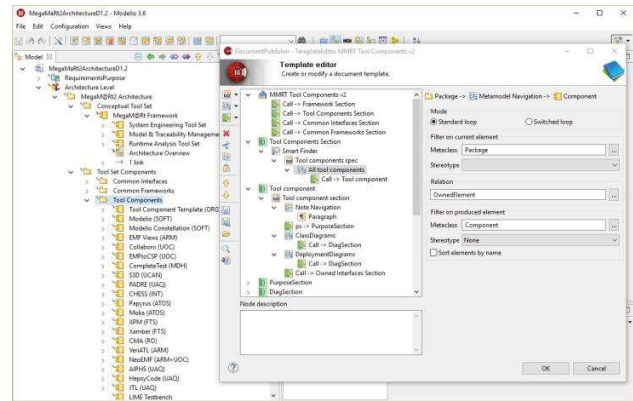 MegaMaRt2ArchitectureD1.2 - Modelio 3.6
File Edit Configuration Views Help
Model
MegaMaRt2ArchitectureD1.2
RequirementsPurpose
Architecture Level
MegaM@Rt2 Architecture
Conceptual Tool Set
MegaM@Rt Framework
System Engineering Tool Set
Model & Traceability Manageme
Runtime Analysis Tool Set
Architecture Overview
1 link
Tool Set Components
Common Interfaces
Common Frameworks
Tool Components
Tool Component Template (ORG
Modelio (SOFT)
Modelio Constellation (SOFT)
EMF Views (ARM)
Collaboro (UOC)
EMFtoCSP (UOC)
CompleteTest (MDH)
S3D (UCAN)
PADRE (UAQ)
CHESS (INT)
Papyrus (ATOS)
Moka (ATOS)
XPM (FTS)
Xamber (FTS)
CMA (RO)
VeriATL (ARM)
NeoEMF (ARM+UOC)
AIPHS (UAQ)
HepsyCode (UAQ)
JTL (UAQ)
LIME Testbench
DocumentPublisher - TemplateEditor MMRT Tool Components v2
Template editor
Create or modify a document template.
MMRT Tool Components v2
Call -> Framework Section
Call -> Tool Components Section
Call -> Common Interfaces Section
Call -> Common Frameworks Section
Tool Components Section
Smart Finder
Tool components spec
All tool components
Call -> Tool component
Tool component
Tool component section
Note Navigation
Paragraph
ps -> PurposeSection
ClassDiagrams
Call -> DiagSection
DeploymentDiagrams
Call -> DiagSection
Call -> Owned Interfaces Section
PurposeSection
DiagSection
Node description
Package -> Metamodel Navigation -> Component
Mode
Standard loop Switched loop
Filter on current element
Metaclass Package ...
Stereotype
Relation
OwnedElement ...
Filter on produced element
Metaclass Component ...
Stereotype None
Sort elements by name
OK Cancel